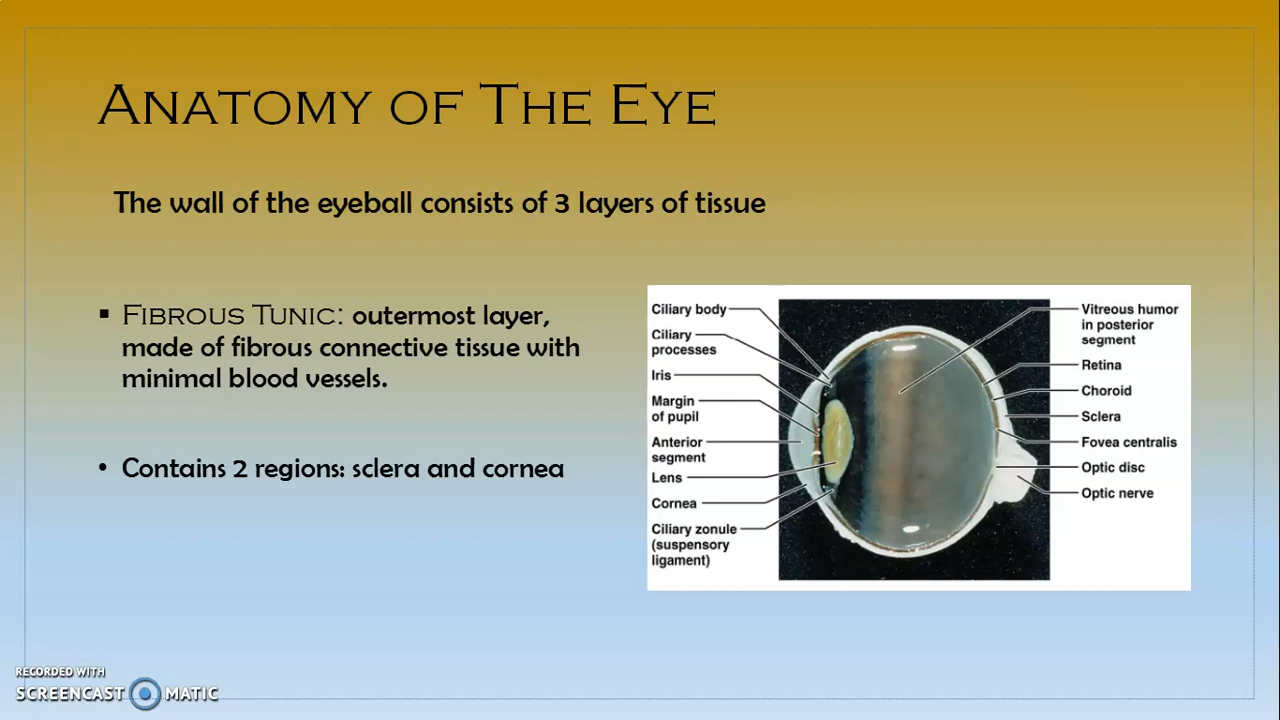 Anatomy of The Eye
The wall of the eyeball consists of 3 layers of tissue
▪ Fibrous Tunic: outermost layer,
made of fibrous connective tissue with
minimal blood vessels.
• Contains 2 regions: sclera and cornea
Ciliary body
Ciliary
processes
Iris
Margin
of pupil
Anterior
segment
Lens
Cornea
Ciliary zonule
(suspensory
ligament)
Vitreous humor
in posterior
segment
Retina
Choroid
Sclera
Fovea centralis
Optic disc
Optic nerve
RECORDED WITH
SCREENCAST MATIC